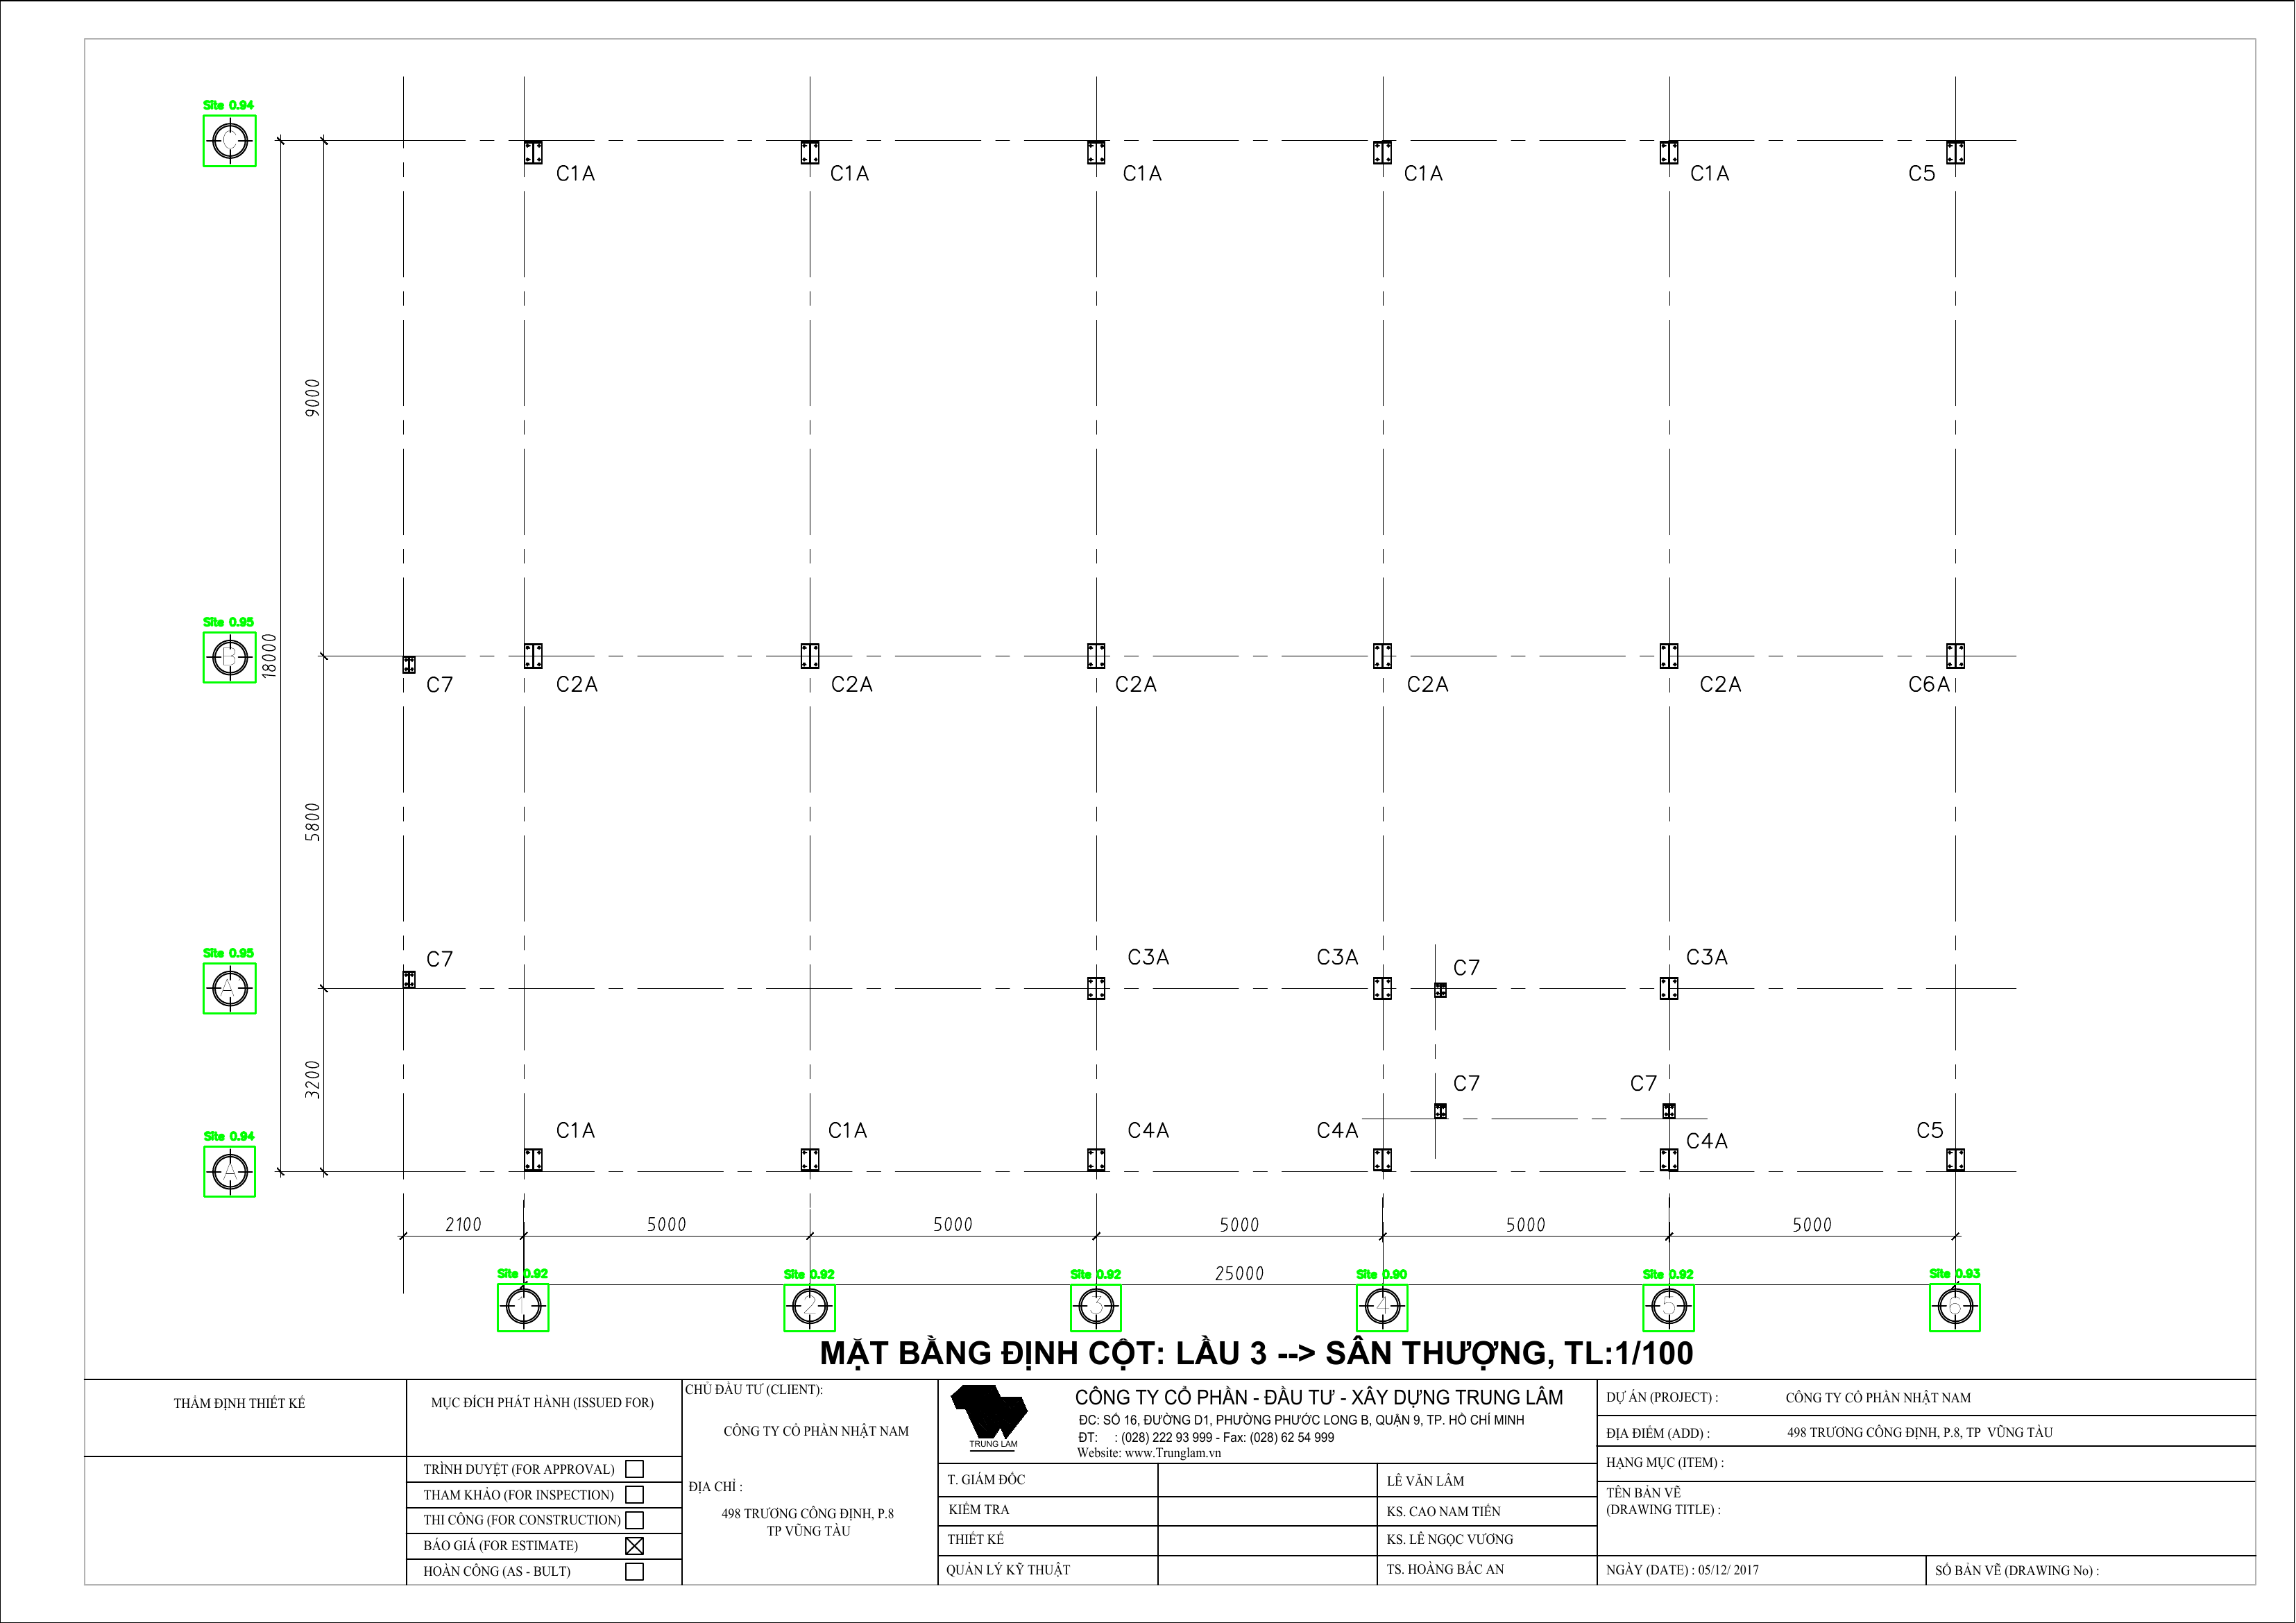 Site 0.94
C
C1A C1A C1A C1A C1A C5
9000
Site 0.95
B
18000
C7 C2A C2A C2A C2A C2A C6A
5800
Site 0.95
A'
C7 C3A C3A C7 C3A
3200
C7 C7
Site 0.94
A
C1A C1A C4A C4A C4A C5
2100 5000 5000 5000 5000 5000
Site 0.92 Site 0.92 Site 0.92 Site 0.90 Site 0.92 Site 0.93
25000
1 2 3 4 5 6
MẶT BẰNG ĐỊNH CỘT: LẦU 3 --> SÂN THƯỢNG, TL:1/100
THẨM ĐỊNH THIẾT KẾ
MỤC ĐÍCH PHÁT HÀNH (ISSUED FOR)
TRÌNH DUYỆT (FOR APPROVAL)
THAM KHẢO (FOR INSPECTION)
THI CÔNG (FOR CONSTRUCTION)
BÁO GIÁ (FOR ESTIMATE)
HOÀN CÔNG (AS - BULT)
CHỦ ĐẦU TƯ (CLIENT):
CÔNG TY CỔ PHẦN NHẬT NAM
ĐỊA CHỈ :
498 TRƯƠNG CÔNG ĐỊNH, P.8
TP VŨNG TÀU
TRUNG LAM
CÔNG TY CỔ PHẦN - ĐẦU TƯ - XÂY DỰNG TRUNG LÂM
ĐC: SỐ 16, ĐƯỜNG D1, PHƯỜNG PHƯỚC LONG B, QUẬN 9, TP. HỒ CHÍ MINH
ĐT: : (028) 222 93 999 - Fax: (028) 62 54 999
Website: www.Trunglam.vn
T. GIÁM ĐỐC LÊ VĂN LÂM
KIỂM TRA KS. CAO NAM TIẾN
THIẾT KẾ KS. LÊ NGỌC VƯƠNG
QUẢN LÝ KỸ THUẬT TS. HOÀNG BẮC AN
DỰ ÁN (PROJECT) : CÔNG TY CỔ PHẦN NHẬT NAM
ĐỊA ĐIỂM (ADD) : 498 TRƯƠNG CÔNG ĐỊNH, P.8, TP VŨNG TÀU
HẠNG MỤC (ITEM) :
TÊN BẢN VẼ
(DRAWING TITLE) :
NGÀY (DATE) : 05/12/ 2017
SỐ BẢN VẼ (DRAWING No) :